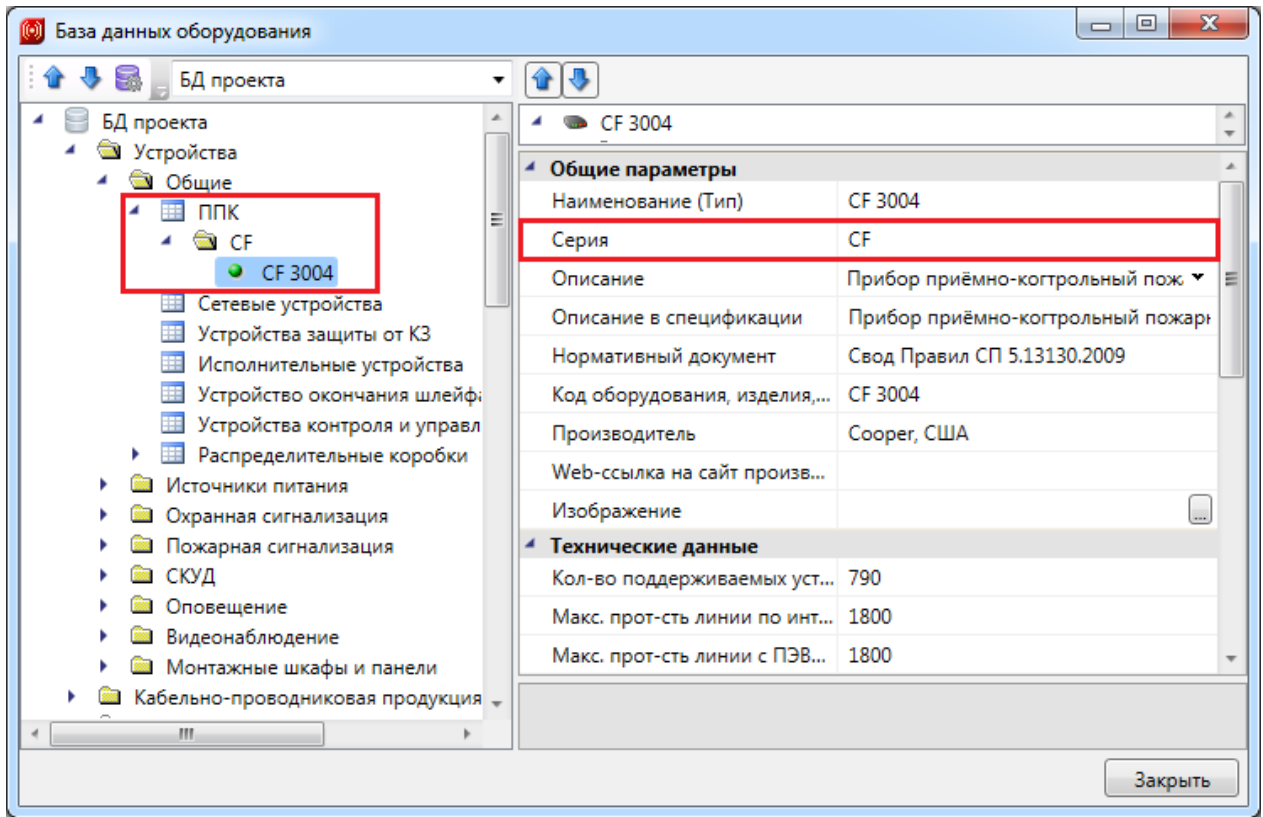 База данных оборудования
БД проекта
БД проекта
Устройства
Общие
ППК
CF
CF 3004
Сетевые устройства
Устройства защиты от КЗ
Исполнительные устройства
Устройство окончания шлейфа
Устройства контроля и управл
Распределительные коробки
Источники питания
Охранная сигнализация
Пожарная сигнализация
СКУД
Оповещение
Видеонаблюдение
Монтажные шкафы и панели
Кабельно-проводниковая продукция
CF 3004
Общие параметры
Наименование (Тип) CF 3004
Серия CF
Описание Прибор приёмно-когтрольный пож
Описание в спецификации Прибор приёмно-когтрольный пожарн
Нормативный документ Свод Правил СП 5.13130.2009
Код оборудования, изделия,... CF 3004
Производитель Cooper, США
Web-ссылка на сайт произв...
Изображение ...
Технические данные
Кол-во поддерживаемых уст... 790
Макс. прот-сть линии по инт... 1800
Макс. прот-сть линии с ПЭВ... 1800
Закрыть